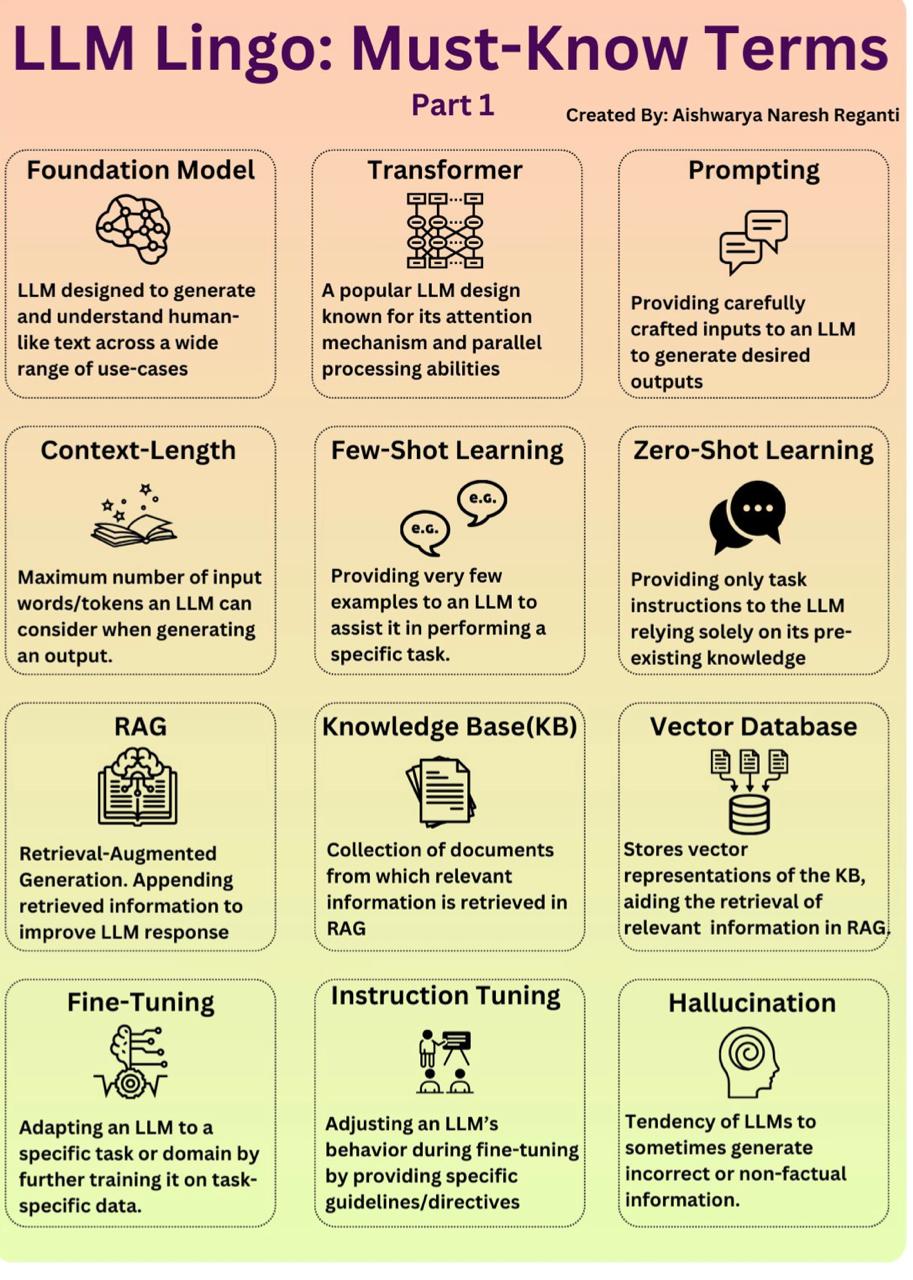 LLM Lingo: Must-Know Terms
Part 1
Created By: Aishwarya Naresh Reganti
Foundation Model
LLM designed to generate
and understand human-
like text across a wide
range of use-cases
Transformer
A popular LLM design
known for its attention
mechanism and parallel
processing abilities
Prompting
Providing carefully
crafted inputs to an LLM
to generate desired
outputs
Context-Length
Maximum number of input
words/tokens an LLM can
consider when generating
an output.
Few-Shot Learning
e.g.
e.g.
Providing very few
examples to an LLM to
assist it in performing a
specific task.
Zero-Shot Learning
Providing only task
instructions to the LLM
relying solely on its pre-
existing knowledge
RAG
Retrieval-Augmented
Generation. Appending
retrieved information to
improve LLM response
Knowledge Base(KB)
Collection of documents
from which relevant
information is retrieved in
RAG
Vector Database
Stores vector
representations of the KB,
aiding the retrieval of
relevant information in RAG.
Fine-Tuning
Adapting an LLM to a
specific task or domain by
further training it on task-
specific data.
Instruction Tuning
Adjusting an LLM’s
behavior during fine-tuning
by providing specific
guidelines/directives
Hallucination
Tendency of LLMs to
sometimes generate
incorrect or non-factual
information.